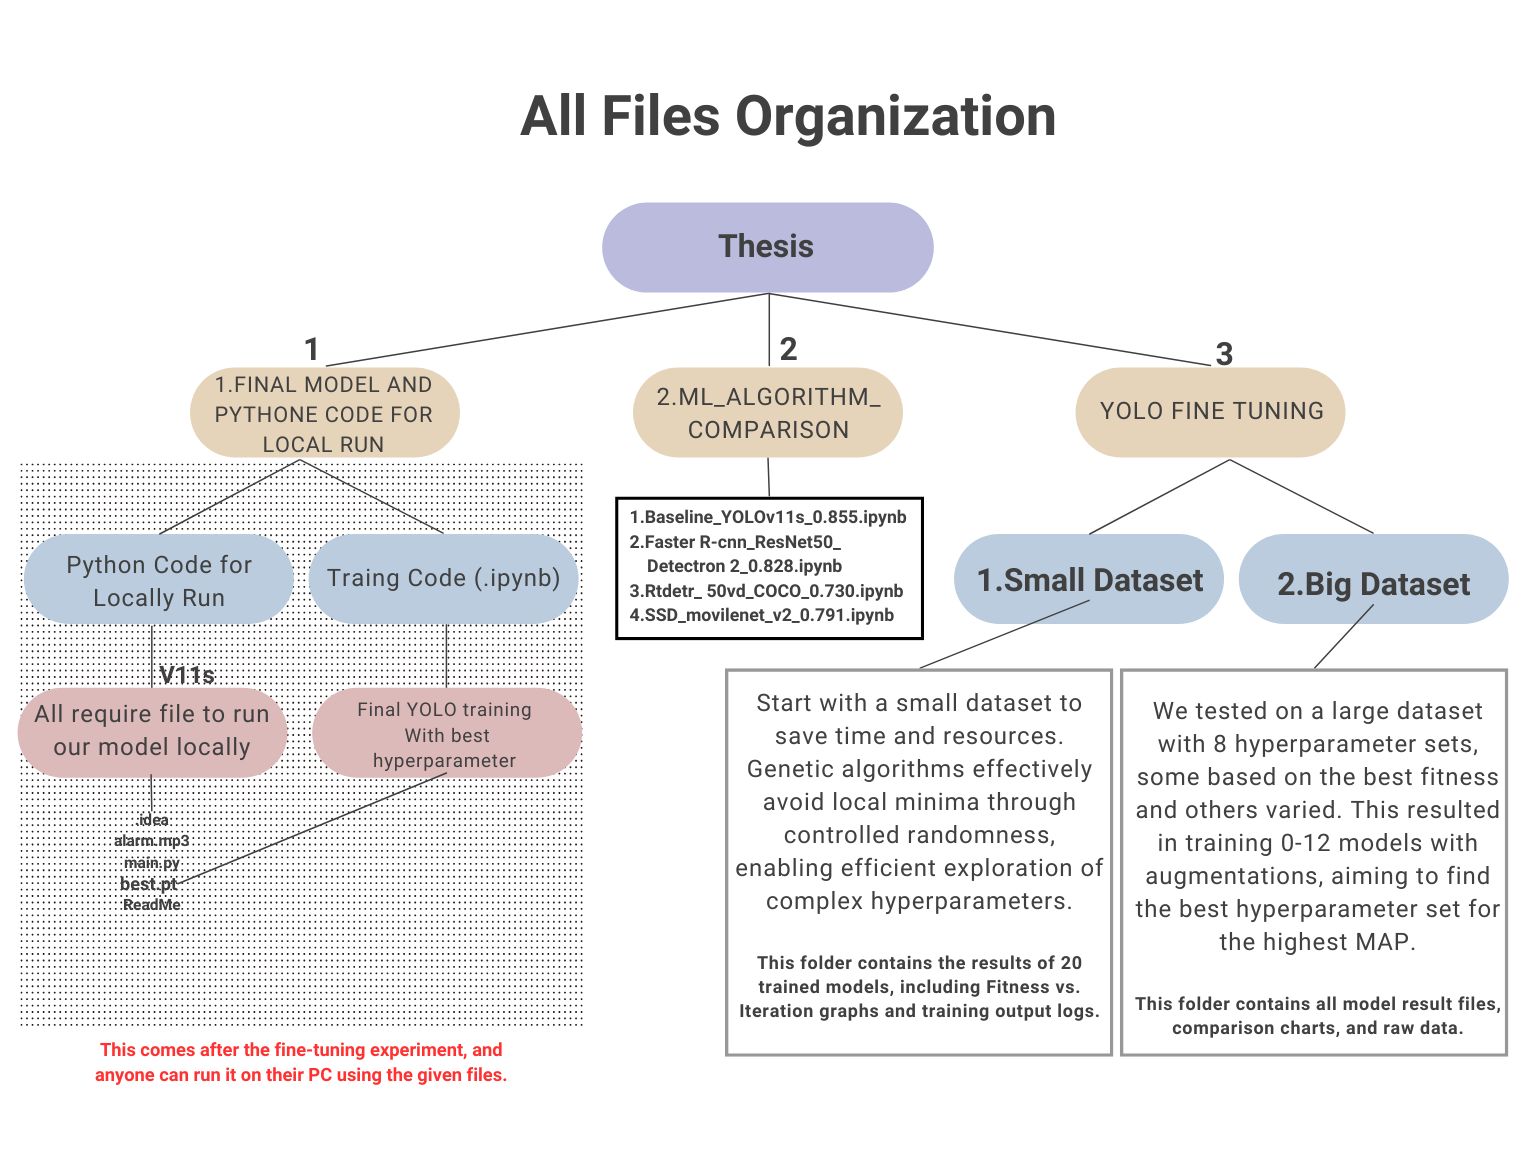 All Files Organization
Thesis
1
2
3
1.FINAL MODEL AND
PYTHONE CODE FOR
LOCAL RUN
2.ML_ALGORITHM_
COMPARISON
YOLO FINE TUNING
Python Code for
Locally Run
Traing Code (.ipynb)
V11s
All require file to run
our model locally
Final YOLO training
With best
hyperparameter
.idea
alarm.mp3
main.py
best.pt
ReadMe
This comes after the fine-tuning experiment, and
anyone can run it on their PC using the given files.
1.Baseline_YOLOv11s_0.855.ipynb
2.Faster R-cnn_ResNet50_
Detectron 2_0.828.ipynb
3.Rtdetr_ 50vd_COCO_0.730.ipynb
4.SSD_movilenet_v2_0.791.ipynb
1.Small Dataset
2.Big Dataset
Start with a small dataset to
save time and resources.
Genetic algorithms effectively
avoid local minima through
controlled randomness,
enabling efficient exploration of
complex hyperparameters.
This folder contains the results of 20
trained models, including Fitness vs.
Iteration graphs and training output logs.
We tested on a large dataset
with 8 hyperparameter sets,
some based on the best fitness
and others varied. This resulted
in training 0-12 models with
augmentations, aiming to find
the best hyperparameter set for
the highest MAP.
This folder contains all model result files,
comparison charts, and raw data.